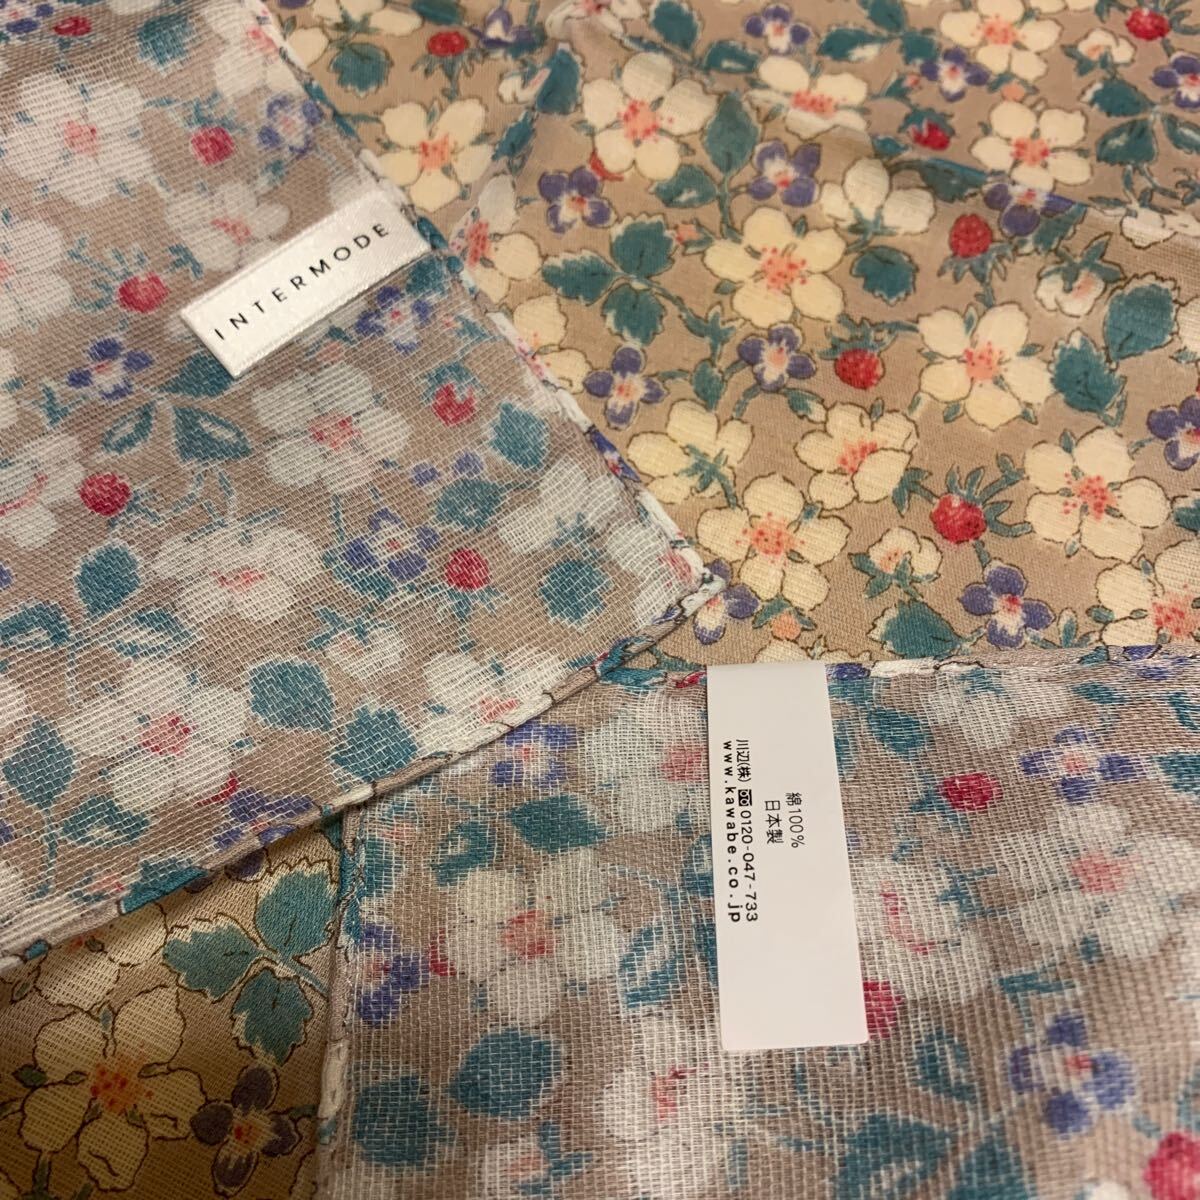 INTERMODE
綿100%
日本製
川辺(株) 0120-047-733
www.kawabe.co.jp